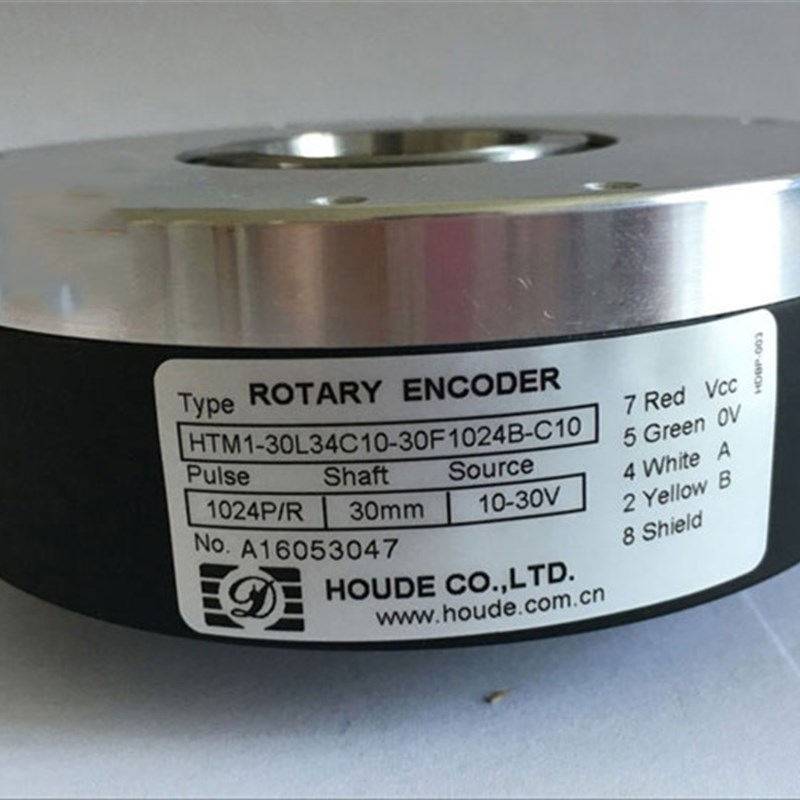 Type ROTARY ENCODER
HTM1-30L34C10-30F1024B-C10
Pulse Shaft Source
1024P/R 30mm 10-30V
No. A16053047
HOUDE CO.,LTD.
www.houde.com.cn
7 Red Vcc
5 Green 0V
4 White A
2 Yellow B
8 Shield
HDBP-003